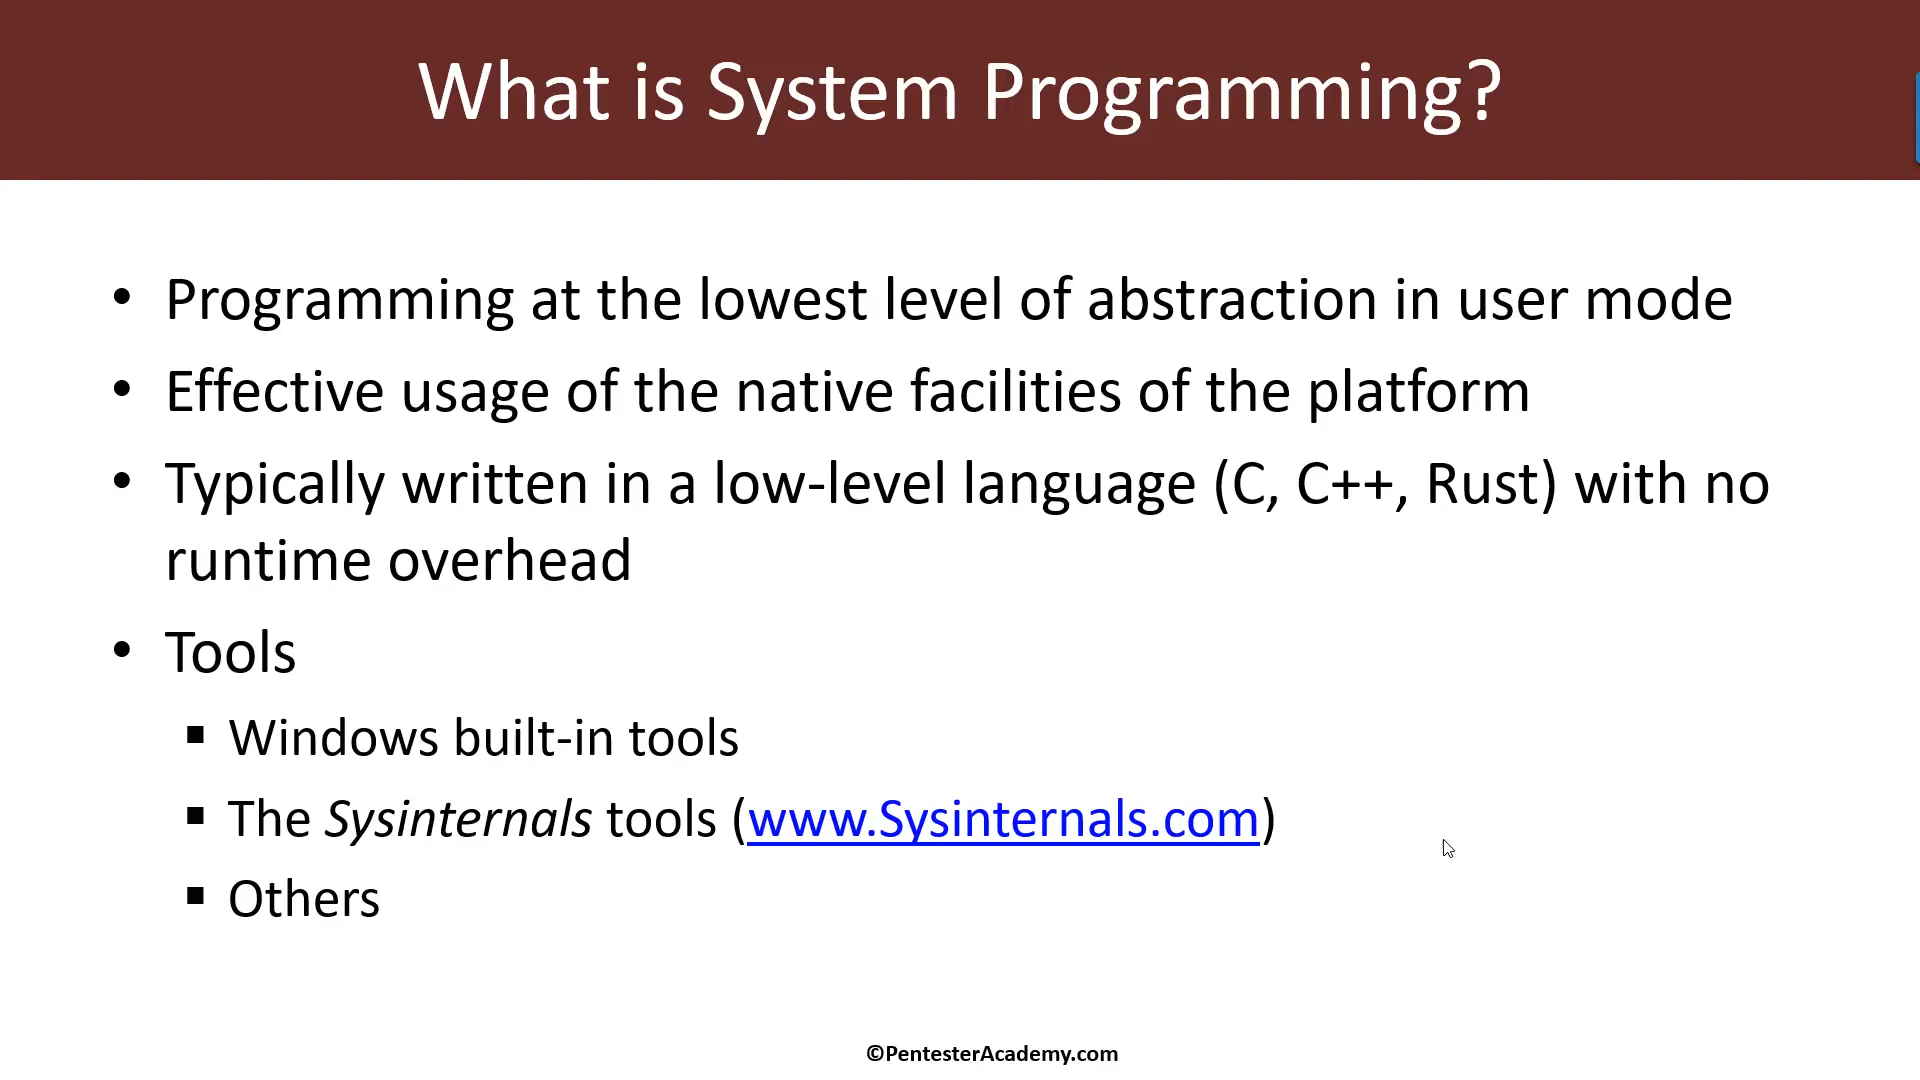 What is System Programming?
• Programming at the lowest level of abstraction in user mode
• Effective usage of the native facilities of the platform
• Typically written in a low-level language (C, C++, Rust) with no
runtime overhead
• Tools
▪ Windows built-in tools
▪ The Sysinternals tools (www.Sysinternals.com)
▪ Others
©PentesterAcademy.com